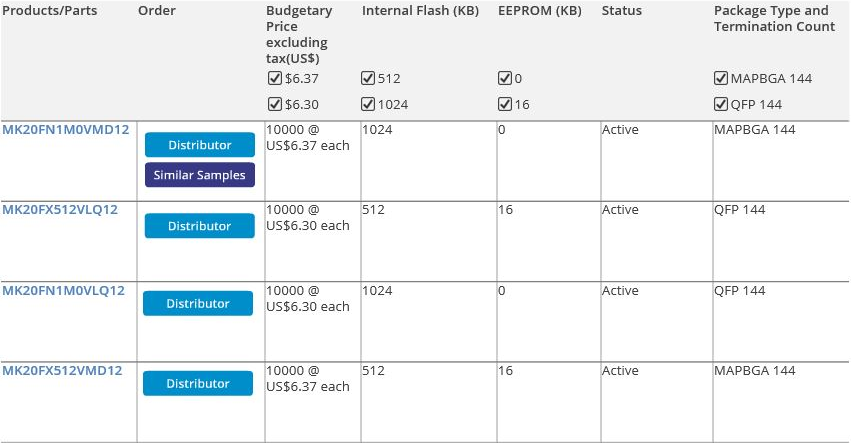 Products/Parts Order Budgetary Price excluding tax(US$) Internal Flash (KB) EEPROM (KB) Status Package Type and Termination Count
$6.37 512 0 MAPBGA 144
$6.30 1024 16 QFP 144
MK20FN1M0VMD12 Distributor 10000 @ 1024 0 Active MAPBGA 144
Similar Samples US$6.37 each
MK20FX512VLQ12 Distributor 10000 @ 512 16 Active QFP 144
US$6.30 each
MK20FN1M0VLQ12 Distributor 10000 @ 1024 0 Active QFP 144
US$6.30 each
MK20FX512VMD12 Distributor 10000 @ 512 16 Active MAPBGA 144
US$6.37 each